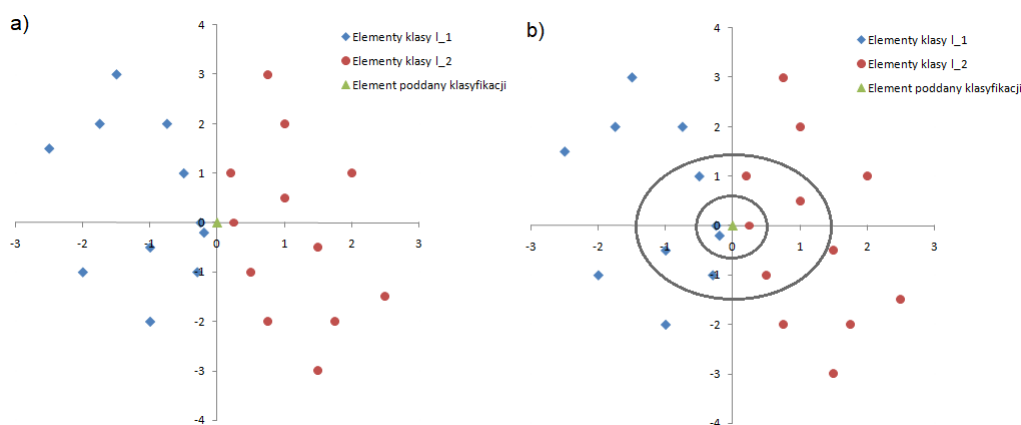 a)
Elementy klasy l_1
Elementy klasy l_2
Element poddany klasyfikacji
4
3
2
1
0
-1
-2
-3
-4
-3 -2 -1 0 1 2 3
b)
Elementy klasy l_1
Elementy klasy l_2
Element poddany klasyfikacji
4
3
2
1
0
-1
-2
-3
-4
-3 -2 -1 0 1 2 3